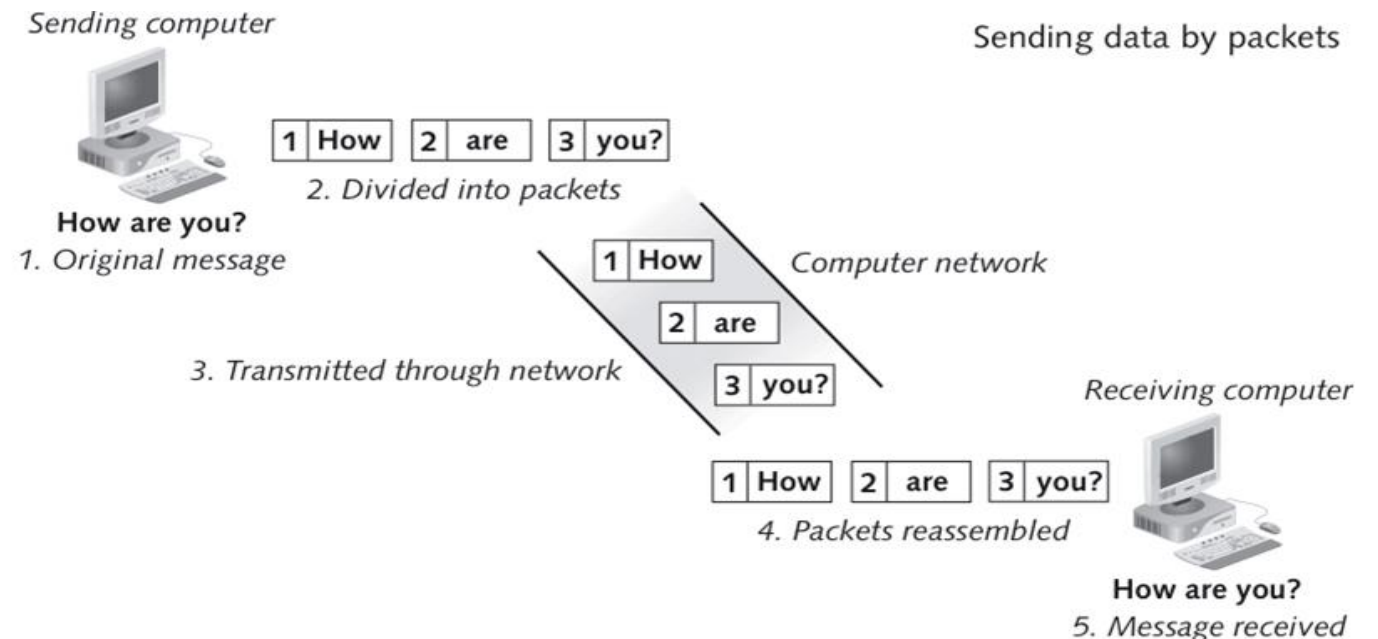 Sending computer
Sending data by packets
1 How 2 are 3 you?
2. Divided into packets
How are you?
1. Original message
1 How
Computer network
2 are
3. Transmitted through network
3 you?
Receiving computer
1 How 2 are 3 you?
4. Packets reassembled
How are you?
5. Message received